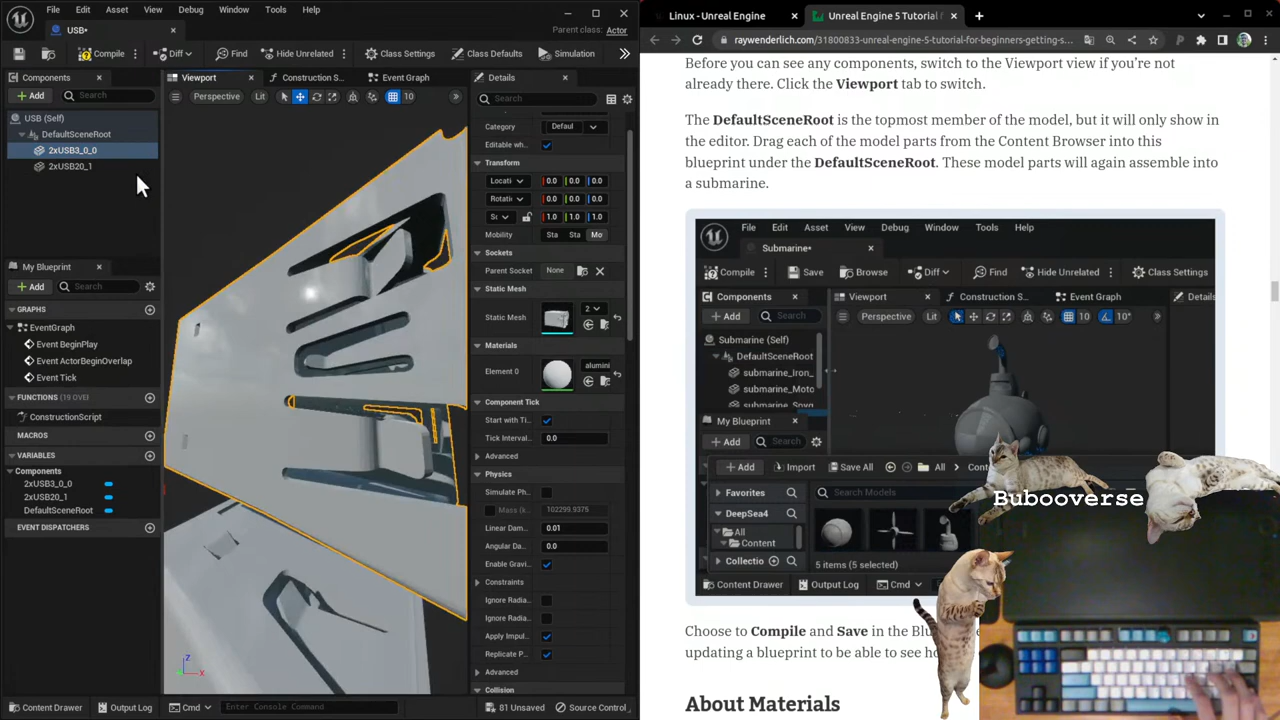 File Edit Asset View Debug Window Tools Help
USB*
Parent class: Actor
Compile Diff Find Hide Unrelated Class Settings Class Defaults Simulation
Components
Add Search
USB (Self)
DefaultSceneRoot
2xUSB3_0_0
2xUSB20_1
My Blueprint
Add Search
GRAPHS
EventGraph
Event BeginPlay
Event ActorBeginOverlap
Event Tick
FUNCTIONS (19 OVER
ConstructionScript
MACROS
VARIABLES
Components
2xUSB3_0_0
2xUSB20_1
DefaultSceneRoot
EVENT DISPATCHERS
Viewport Construction S... Event Graph
Perspective Lit 10
Z
X
Details
Search
Category Defaul
Editable wh
Transform
Locati 0.0 0.0 0.0
Rotatio 0.0 0.0 0.0
Sc 1.0 1.0 1.0
Mobility Sta Sta Mo
Sockets
Parent Socket None
Static Mesh
Static Mesh 2
Materials
Element 0 alumini
Component Tick
Start with Ti
Tick Interval 0.0
Advanced
Physics
Simulate Ph
Mass (k 102299.9375
Linear Dam 0.01
Angular Da 0.0
Enable Gravi
Constraints
Ignore Radia
Ignore Radia
Apply Impul
Replicate P
Advanced
Collision
Content Drawer Output Log Cmd Enter Console Command 81 Unsaved Source Control
Linux - Unreal Engine Unreal Engine 5 Tutorial f
raywenderlich.com/31800833-unreal-engine-5-tutorial-for-beginners-getting-s...
Before you can see any components, switch to the Viewport view if you're not
already there. Click the Viewport tab to switch.
The DefaultSceneRoot is the topmost member of the model, but it will only show in
the editor. Drag each of the model parts from the Content Browser into this
blueprint under the DefaultSceneRoot. These model parts will again assemble into
a submarine.
File Edit Asset View Debug Window Tools Help
Submarine*
Compile Save Browse Diff Find Hide Unrelated Class Settings
Components Viewport Construction S... Event Graph Details
Add Search Perspective Lit 10 10°
Submarine (Self)
DefaultSceneRoot
submarine_Iron_
submarine_Moto
submarine_Spyg
My Blueprint
Add Search
Add Import Save All All Conte
Favorites Search Models
DeepSea4
All
Content
Collectio 5 items (5 selected)
Content Drawer Output Log Cmd
Bubooverse
Choose to Compile and Save in the Blu
updating a blueprint to be able to see ho
About Materials